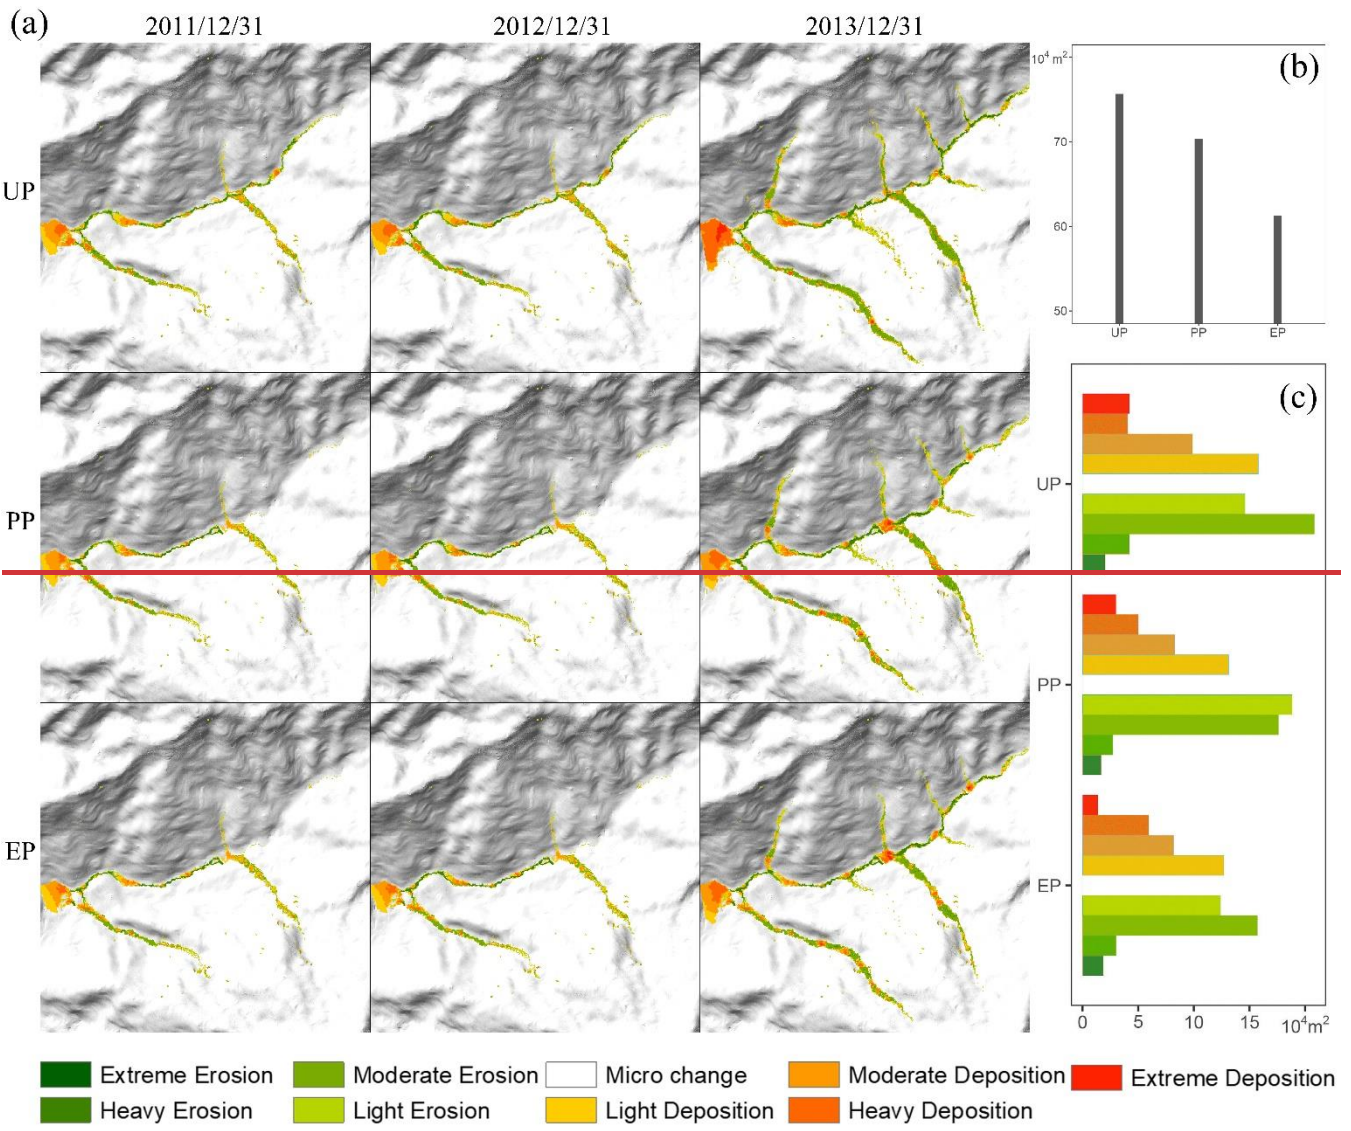 (a)
2011/12/31 2012/12/31 2013/12/31
UP
PP
EP
(b)
10⁴ m²
70
60
50
UP PP EP
(c)
UP
PP
EP
0 5 10 15 10⁴m²
Extreme Erosion Moderate Erosion Micro change Moderate Deposition Extreme Deposition
Heavy Erosion Light Erosion Light Deposition Heavy Deposition